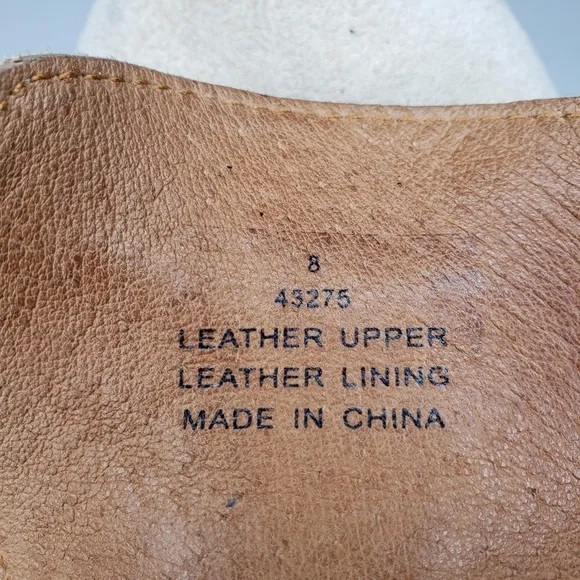 8
43275
LEATHER UPPER
LEATHER LINING
MADE IN CHINA